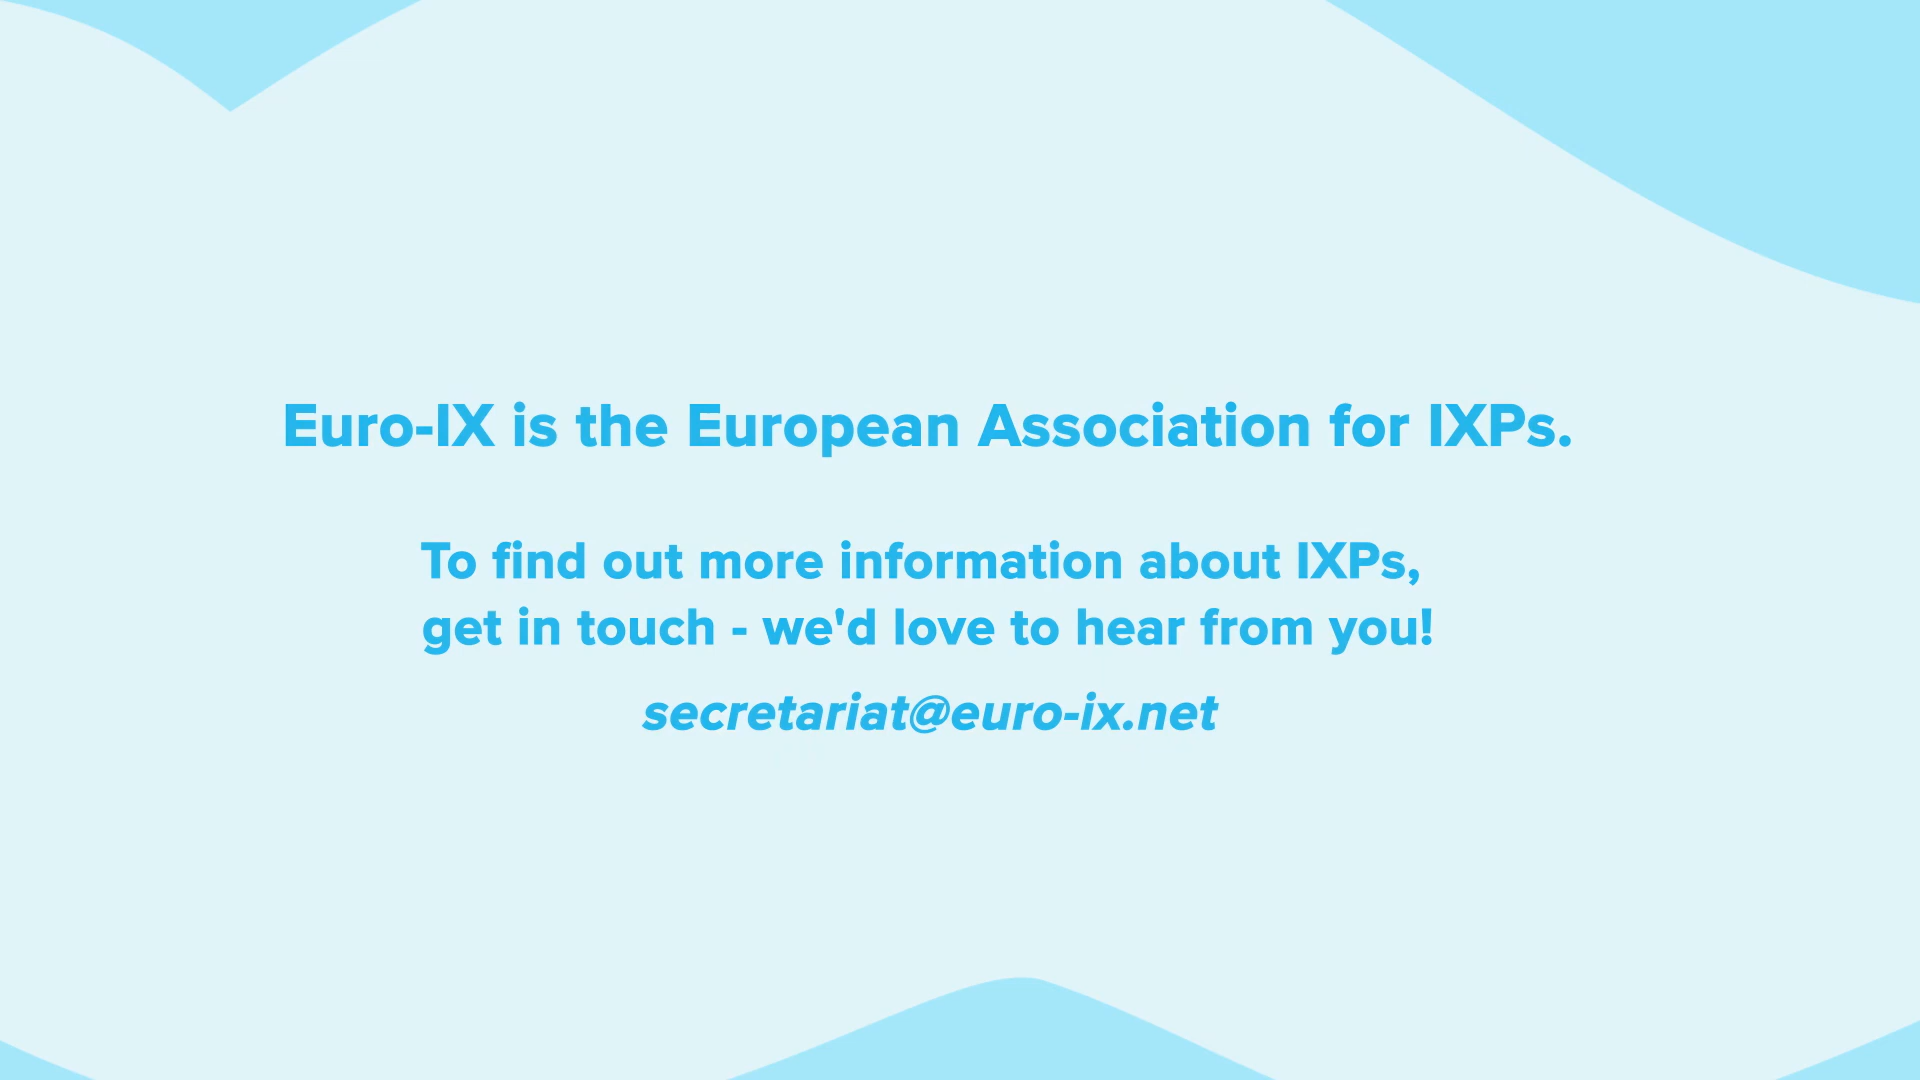 Euro-IX is the European Association for IXPs.
To find out more information about IXPs,
get in touch - we'd love to hear from you!
secretariat@euro-ix.net